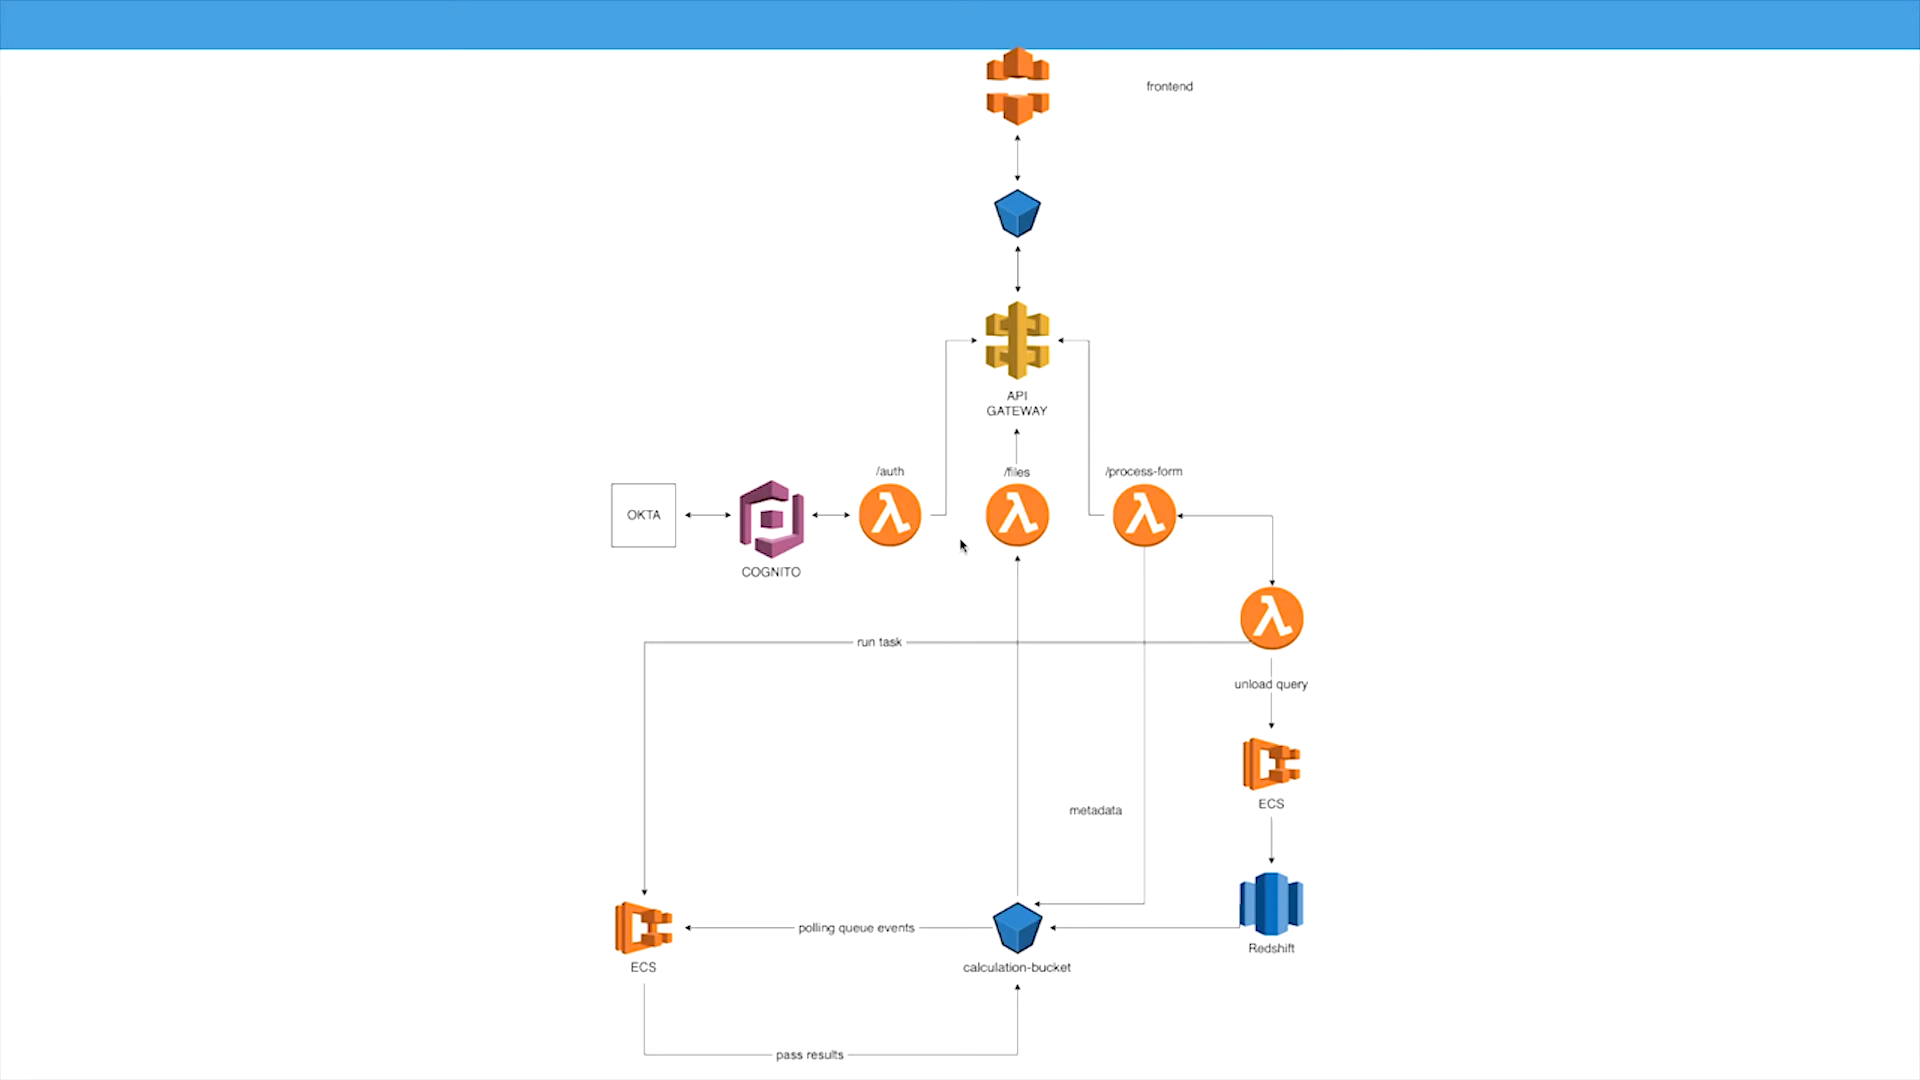 frontend
API
GATEWAY
/auth
/files
/process-form
OKTA
COGNITO
run task
unload query
ECS
metadata
polling queue events
Redshift
ECS
calculation-bucket
pass results